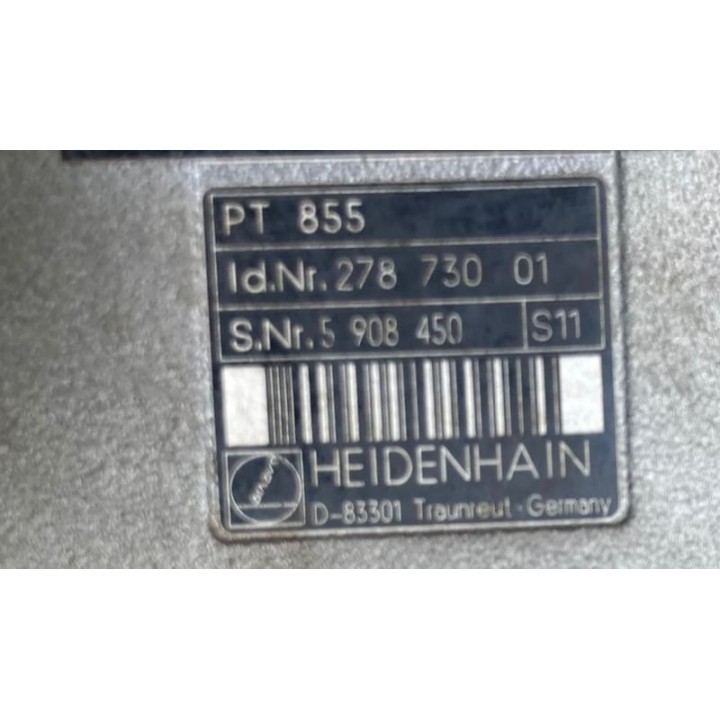 PT 855
Id.Nr. 278 730 01
S.Nr. 5 908 450 S11
HEIDENHAIN
D-83301 Traunreut · Germany